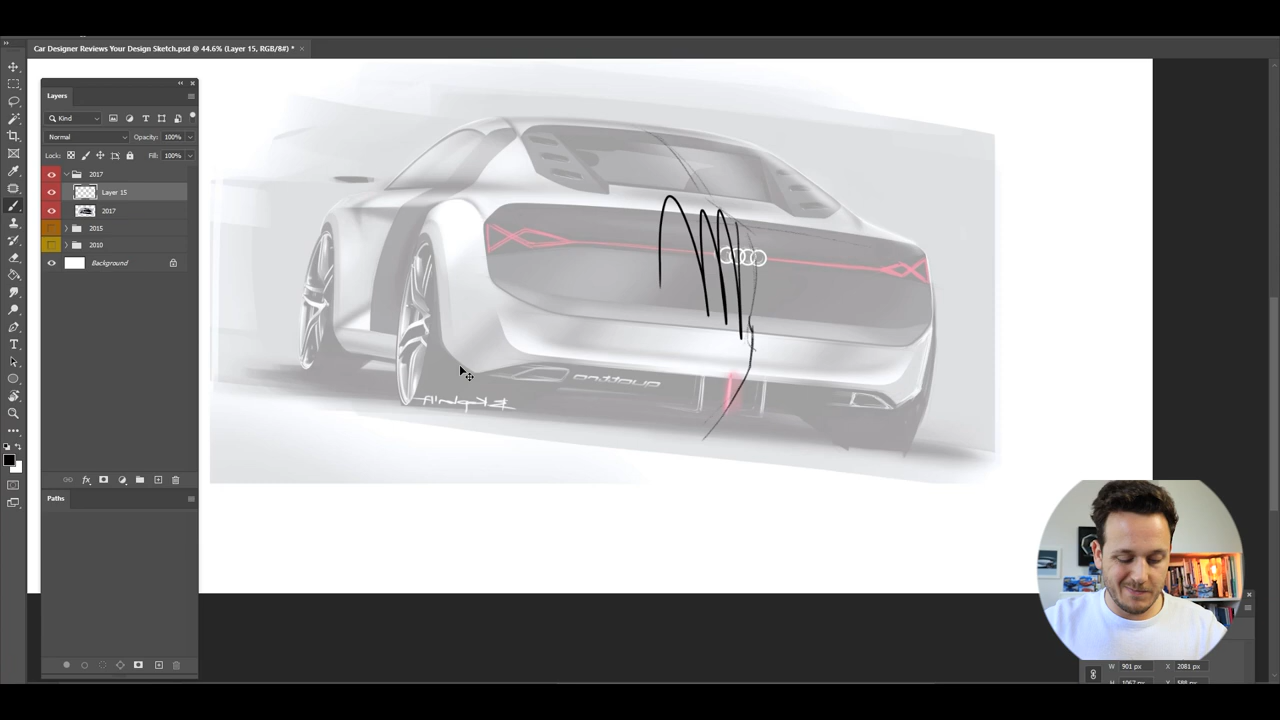 Car Designer Reviews Your Design Sketch.psd @ 44.6% (Layer 15, RGB/8#) *
Layers
Kind
Normal
Opacity: 100%
Lock:
Fill: 100%
2017
Layer 15
2017
2015
2010
Background
Paths
quattro
W 901 px X 2081 px